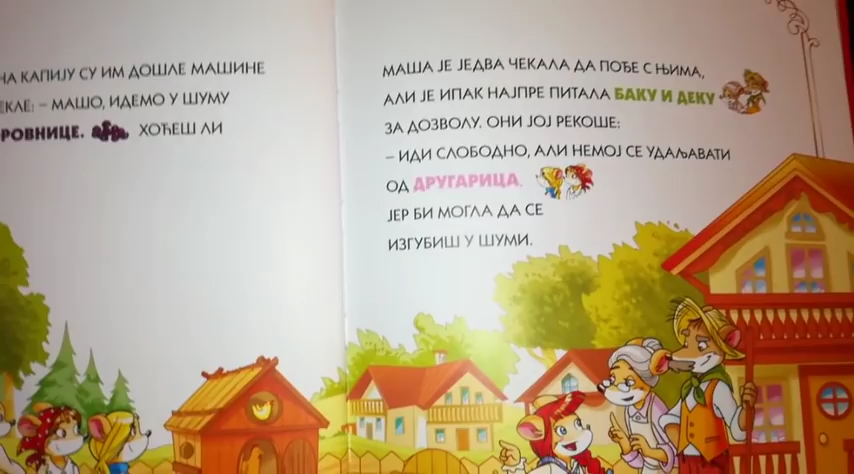 НА КАПИЈУ СУ ИМ ДОШЛЕ МАШИНЕ
– МАШО, ИДЕМО У ШУМУ
ХОЋЕШ ЛИ
МАША ЈЕ ЈЕДВА ЧЕКАЛА ДА ПОЂЕ С ЊИМА,
АЛИ ЈЕ ИПАК НАЈПРЕ ПИТАЛА БАКУ И ДЕКУ
ЗА ДОЗВОЛУ. ОНИ ЈОЈ РЕКОШЕ:
– ИДИ СЛОБОДНО, АЛИ НЕМОЈ СЕ УДАЉАВАТИ
ОД ДРУГАРИЦА,
ЈЕР БИ МОГЛА ДА СЕ
ИЗГУБИШ У ШУМИ.